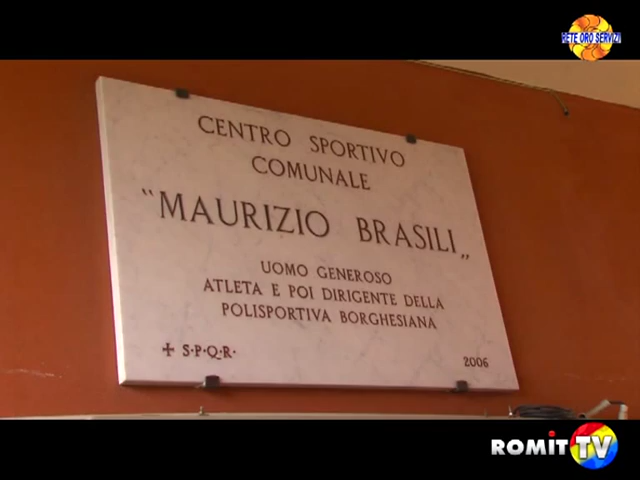 RETE ORO SERVIZI
CENTRO SPORTIVO
COMUNALE
"MAURIZIO BRASILI„
UOMO GENEROSO
ATLETA E POI DIRIGENTE DELLA
POLISPORTIVA BORGHESIANA
✠ S·P·Q·R· 2006
ROMIT TV